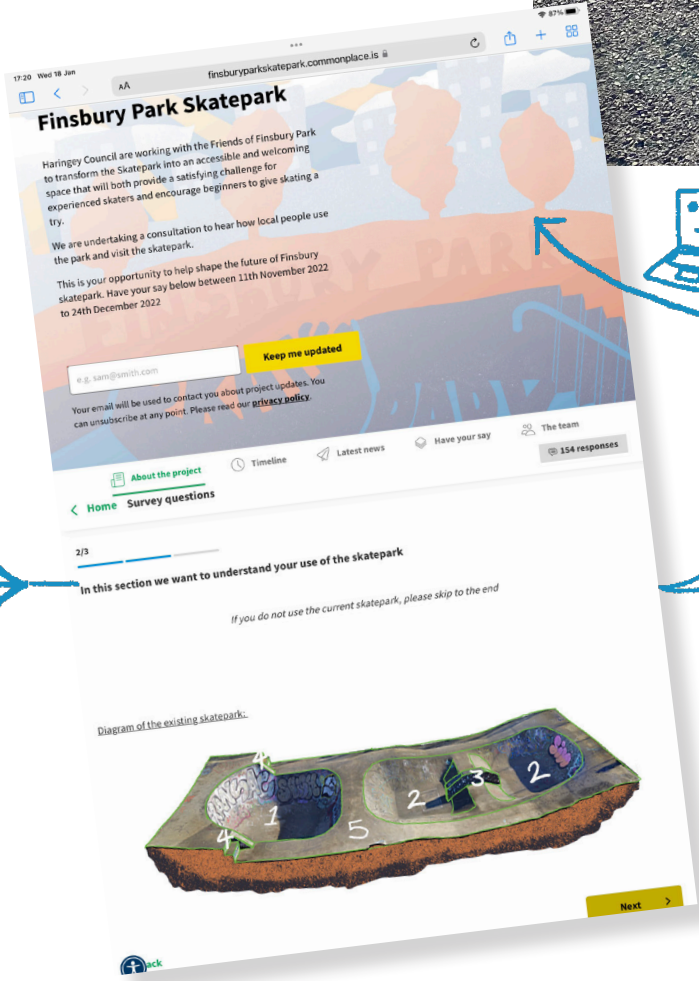 17:20 Wed 18 Jan
87%
AA
finsburyparkskatepark.commonplace.is
Finsbury Park Skatepark
Haringey Council are working with the Friends of Finsbury Park
to transform the Skatepark into an accessible and welcoming
space that will both provide a satisfying challenge for
experienced skaters and encourage beginners to give skating a
try.
We are undertaking a consultation to hear how local people use
the park and visit the skatepark.
This is your opportunity to help shape the future of Finsbury
skatepark. Have your say below between 11th November 2022
to 24th December 2022
FINSBURY PARK
e.g. sam@smith.com
Keep me updated
Your email will be used to contact you about project updates. You
can unsubscribe at any point. Please read our privacy policy.
About the project
Timeline
Latest news
Have your say
The team
154 responses
Home Survey questions
2/3
In this section we want to understand your use of the skatepark
If you do not use the current skatepark, please skip to the end
Diagram of the existing skatepark:
4
1
4
5
2
3
2
Next
ack